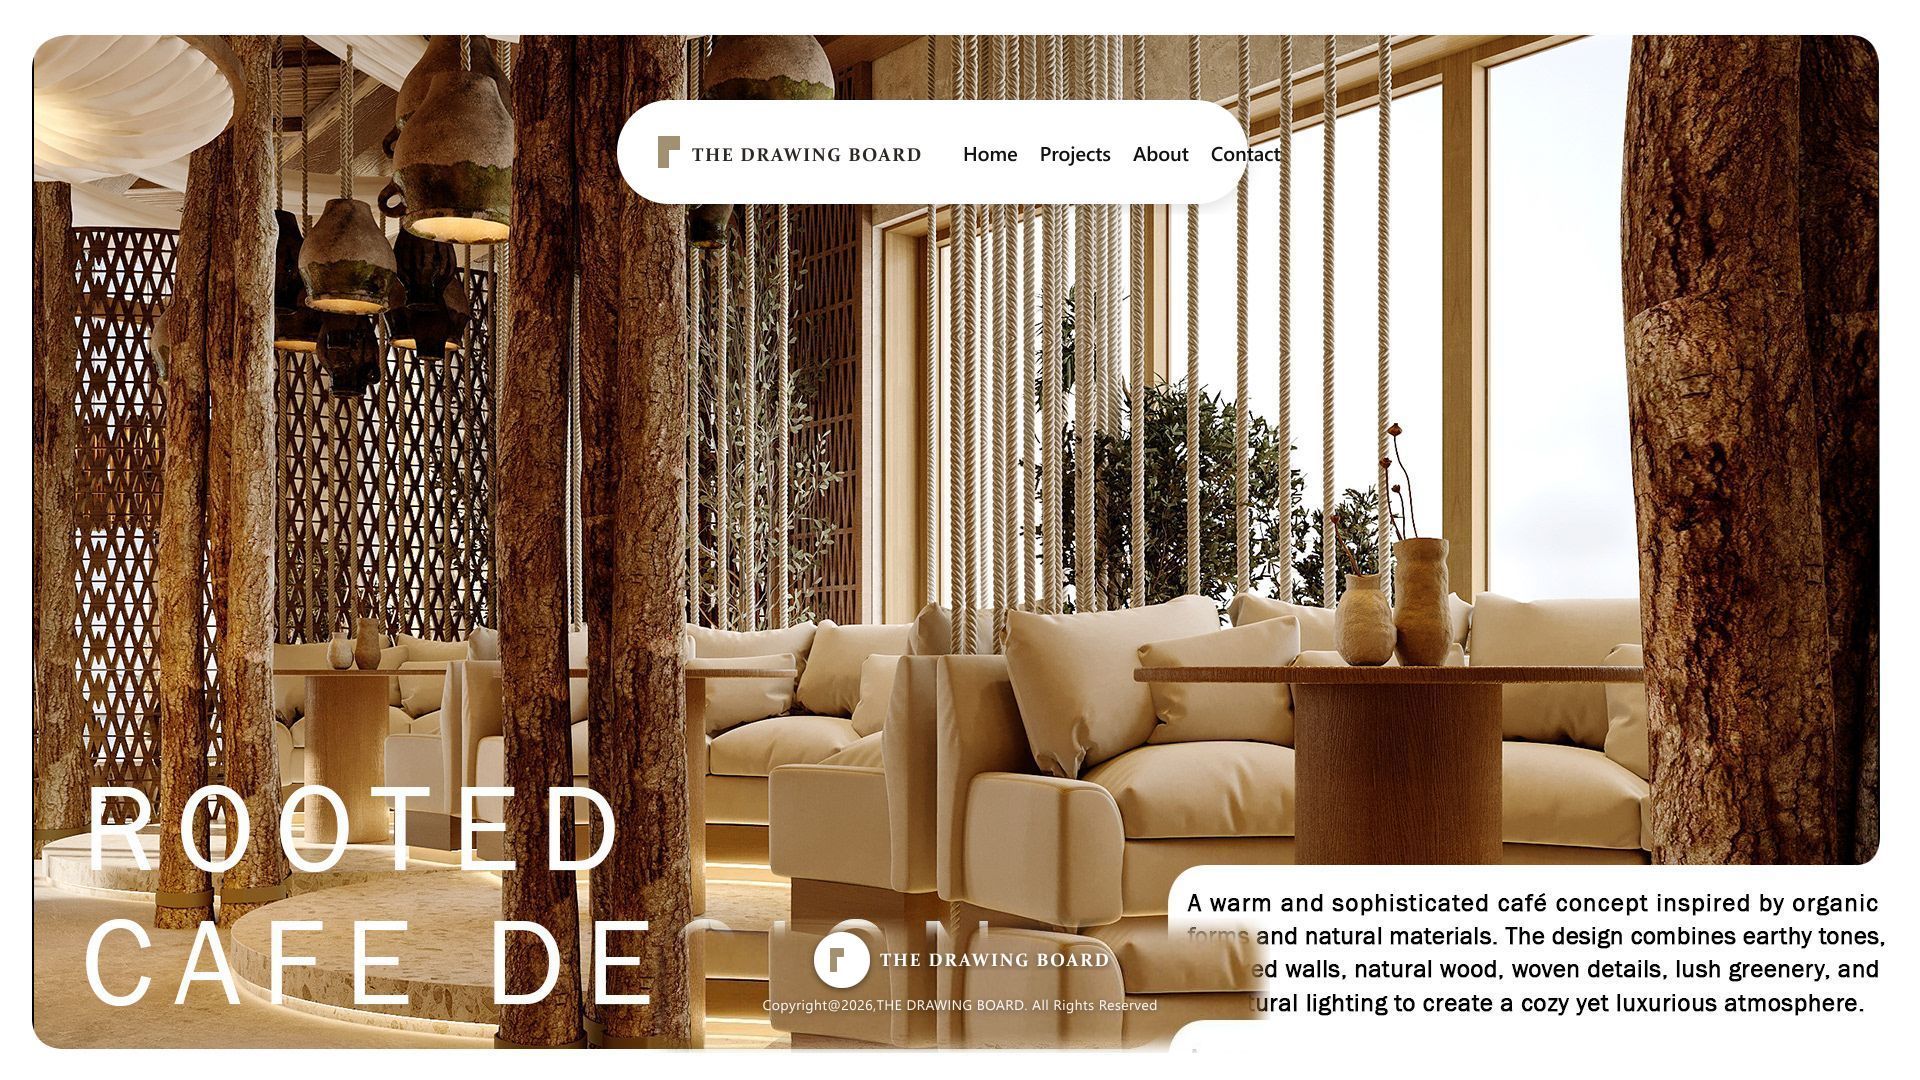 THE DRAWING BOARD Home Projects About Contact
ROOTED
CAFE DESIGN
THE DRAWING BOARD
Copyright@2026,THE DRAWING BOARD. All Rights Reserved
A warm and sophisticated café concept inspired by organic
forms and natural materials. The design combines earthy tones,
walls, natural wood, woven details, lush greenery, and
lighting to create a cozy yet luxurious atmosphere.